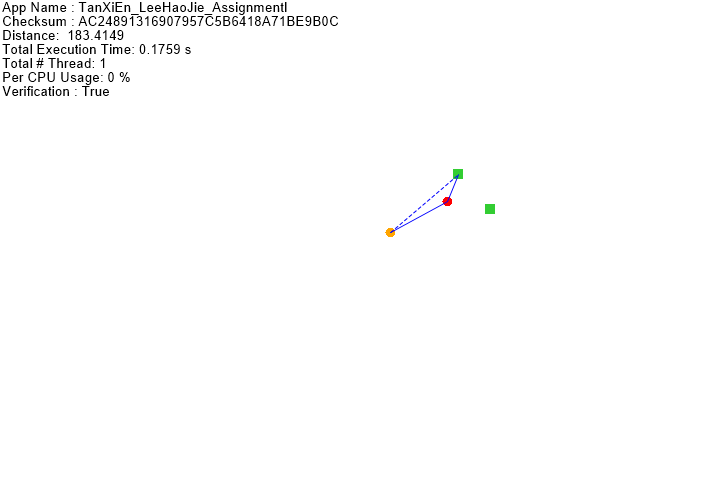 App Name : TanXiEn_LeeHaoJie_AssignmentI
Checksum : AC24891316907957C5B6418A71BE9B0C
Distance:  183.4149
Total Execution Time: 0.1759 s
Total # Thread: 1
Per CPU Usage: 0 %
Verification : True